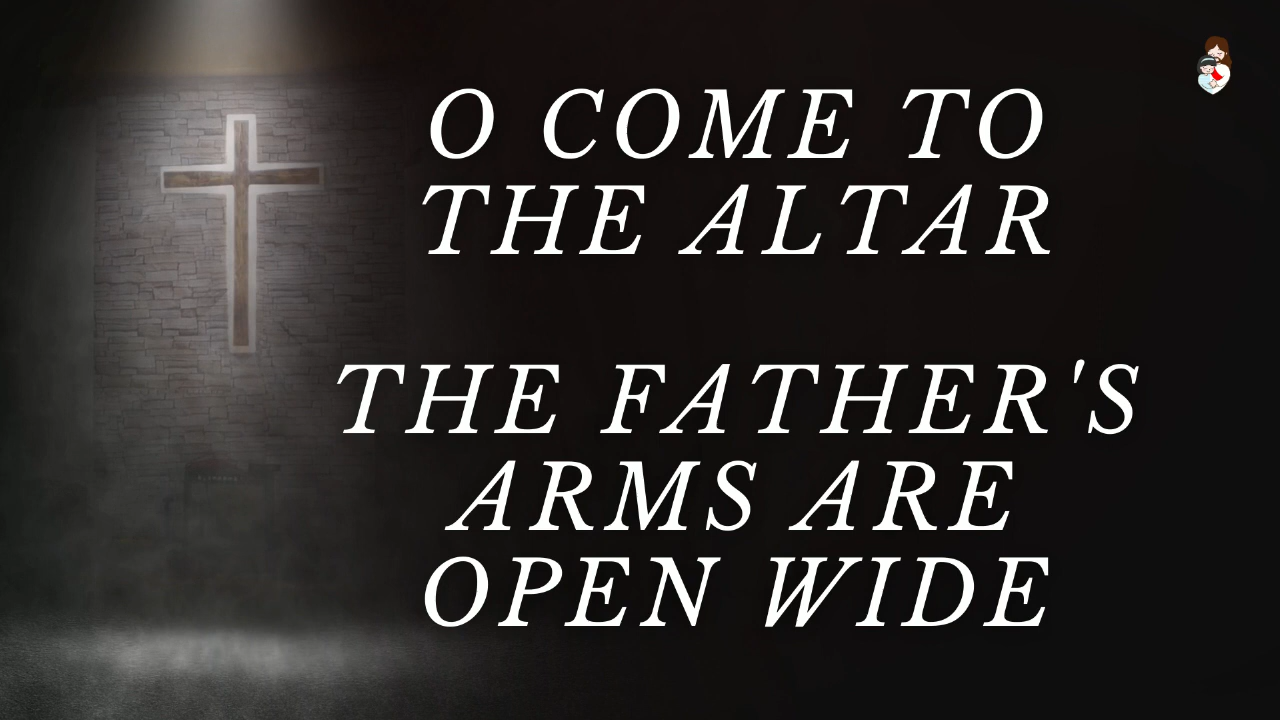 O COME TO
THE ALTAR
THE FATHER'S
ARMS ARE
OPEN WIDE